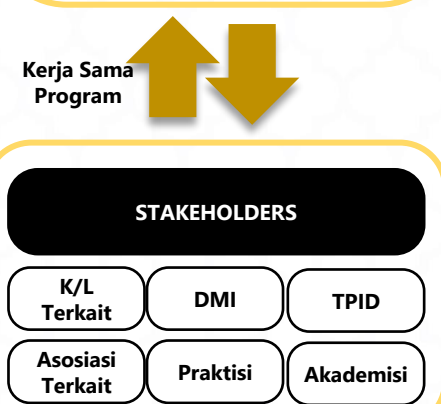 Kerja Sama
Program
STAKEHOLDERS
K/L
Terkait
DMI
TPID
Asosiasi
Terkait
Praktisi
Akademisi